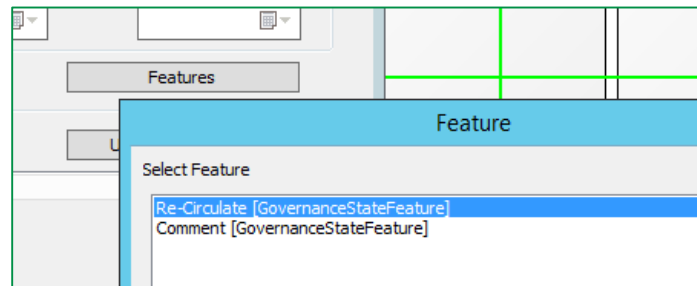 Features
Feature
U
Select Feature
Re-Circulate [GovernanceStateFeature]
Comment [GovernanceStateFeature]